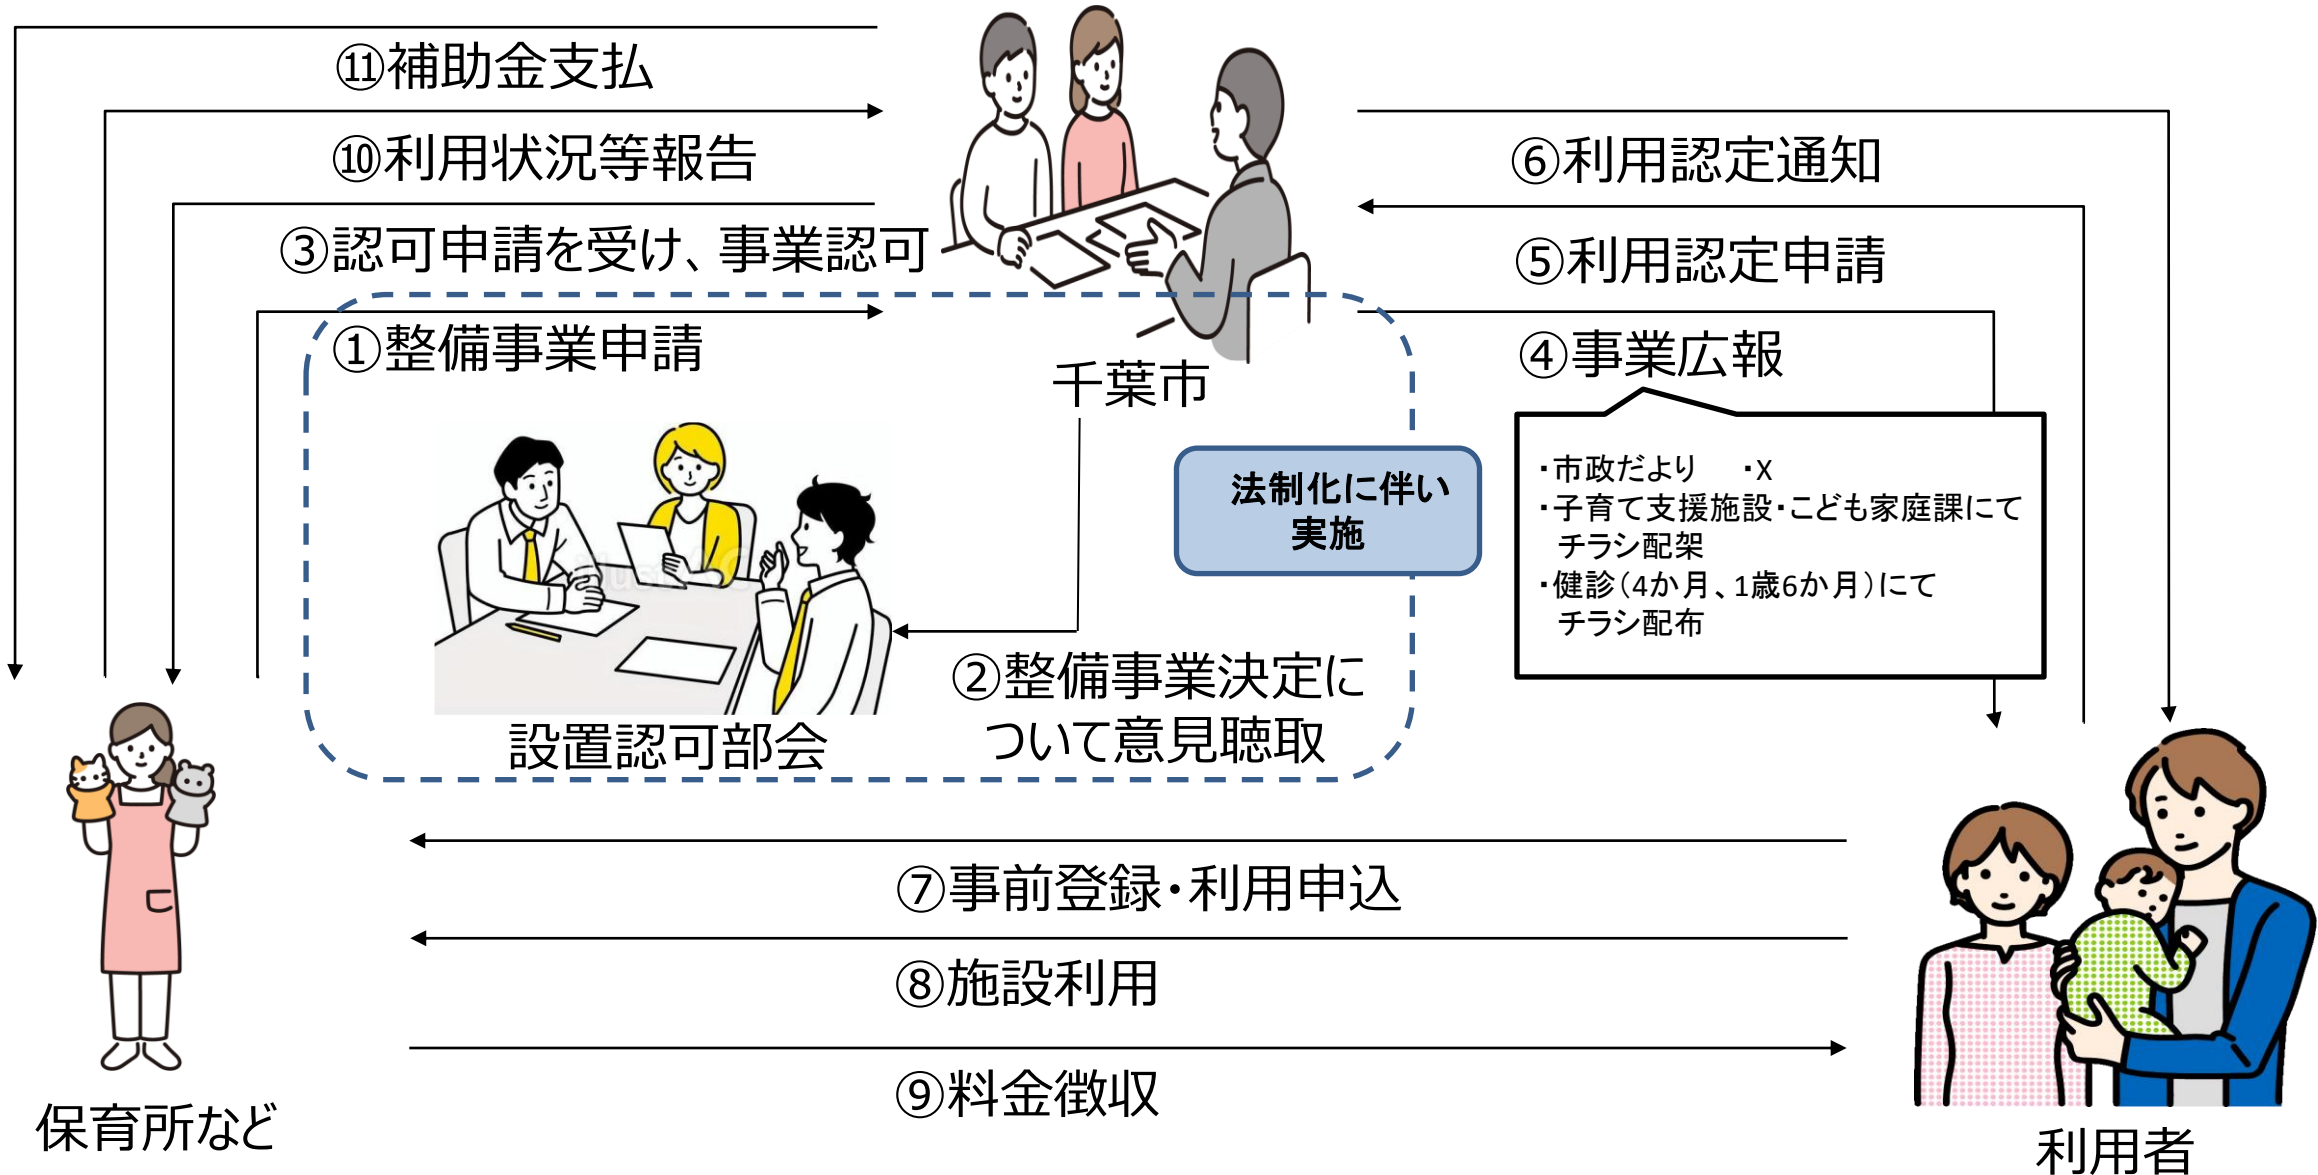 ⑪補助金支払
⑩利用状況等報告
③認可申請を受け、事業認可
①整備事業申請
千葉市
⑥利用認定通知
⑤利用認定申請
④事業広報
・市政だより ・X
・子育て支援施設・こども家庭課にて
チラシ配架
・健診（4か月、1歳6か月）にて
チラシ配布
法制化に伴い
実施
②整備事業決定に
ついて意見聴取
設置認可部会
⑦事前登録・利用申込
⑧施設利用
⑨料金徴収
保育所など
利用者